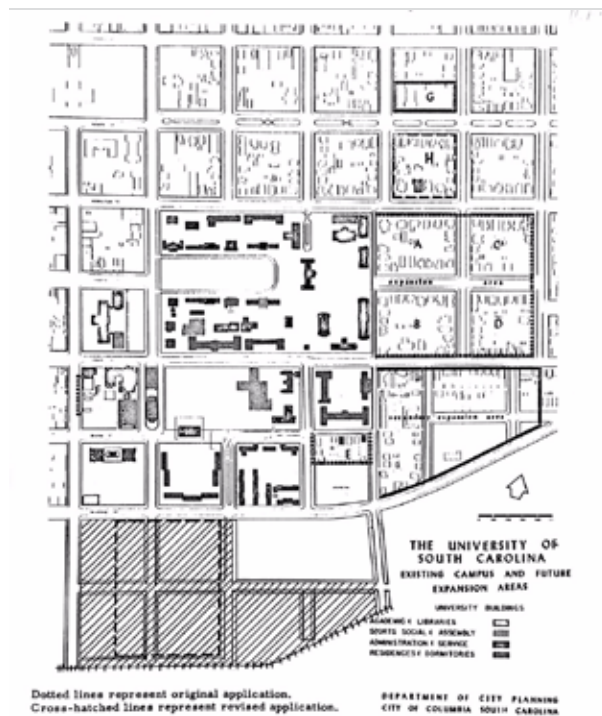 G
H
A
C
expansion area
B
D
secondary expansion area
THE UNIVERSITY OF
SOUTH CAROLINA
EXISTING CAMPUS AND FUTURE
EXPANSION AREAS
UNIVERSITY BUILDINGS
ACADEMIC & LIBRARIES
SPORTS SOCIAL & ASSEMBLY
ADMINISTRATION & SERVICE
RESIDENCES & DORMITORIES
Dotted lines represent original application.
Cross-hatched lines represent revised application.
DEPARTMENT OF CITY PLANNING
CITY OF COLUMBIA SOUTH CAROLINA